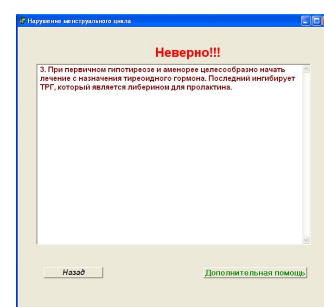 Нарушение менструального цикла
Неверно!!!
3. При первичном гипотиреозе и аменорее целесообразно начать
лечение с назначения тиреоидного гормона. Последний ингибирует
ТРГ, который является либерином для пролактина.
Назад
Дополнительная помощь